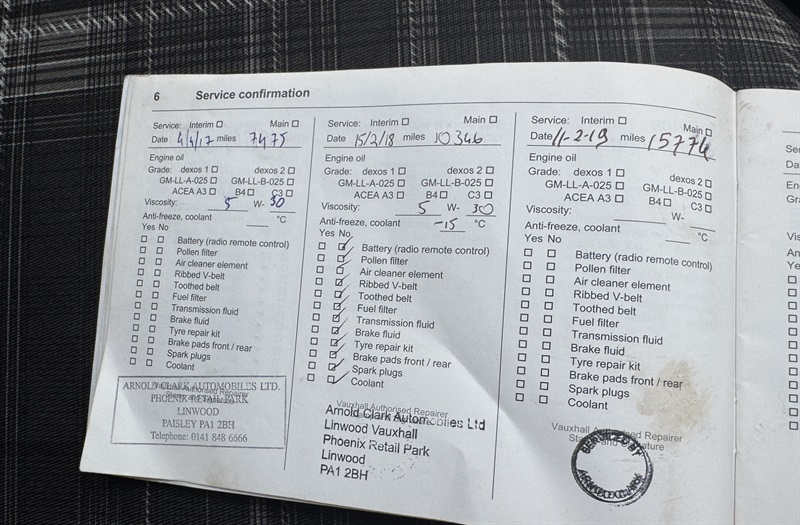 6 Service confirmation
Service: Interim Main
Date 4/4/17 miles 7475
Engine oil
Grade: dexos 1 dexos 2
GM-LL-A-025 GM-LL-B-025
ACEA A3 B4 C3
Viscosity: 5 W- 30
Anti-freeze, coolant °C
Yes No
Battery (radio remote control)
Pollen filter
Air cleaner element
Ribbed V-belt
Toothed belt
Fuel filter
Transmission fluid
Brake fluid
Tyre repair kit
Brake pads front / rear
Spark plugs
Coolant
Vauxhall Authorised Repairer
ARNOLD CLARK AUTOMOBILES LTD.
PHOENIX RETAIL PARK
LINWOOD
PAISLEY PA1 2BH
Telephone: 0141 848 6666
Service: Interim Main
Date 15/2/18 miles 10346
Engine oil
Grade: dexos 1 dexos 2
GM-LL-A-025 GM-LL-B-025
ACEA A3 B4 C3
Viscosity: 5 W- 30
Anti-freeze, coolant -15 °C
Yes No
Battery (radio remote control)
Pollen filter
Air cleaner element
Ribbed V-belt
Toothed belt
Fuel filter
Transmission fluid
Brake fluid
Tyre repair kit
Brake pads front / rear
Spark plugs
Coolant
Vauxhall Authorised Repairer
Arnold Clark Automobiles Ltd
Linwood Vauxhall
Phoenix Retail Park
Linwood
PA1 2BH
Service: Interim Main
Date 11-2-19 miles 15774
Engine oil
Grade: dexos 1 dexos 2
GM-LL-A-025 GM-LL-B-025
ACEA A3 B4 C3
Viscosity: W-
Anti-freeze, coolant °C
Yes No
Battery (radio remote control)
Pollen filter
Air cleaner element
Ribbed V-belt
Toothed belt
Fuel filter
Transmission fluid
Brake fluid
Tyre repair kit
Brake pads front / rear
Spark plugs
Coolant
Vauxhall Authorised Repairer
SERVICED BY
ARNOLD CLARK